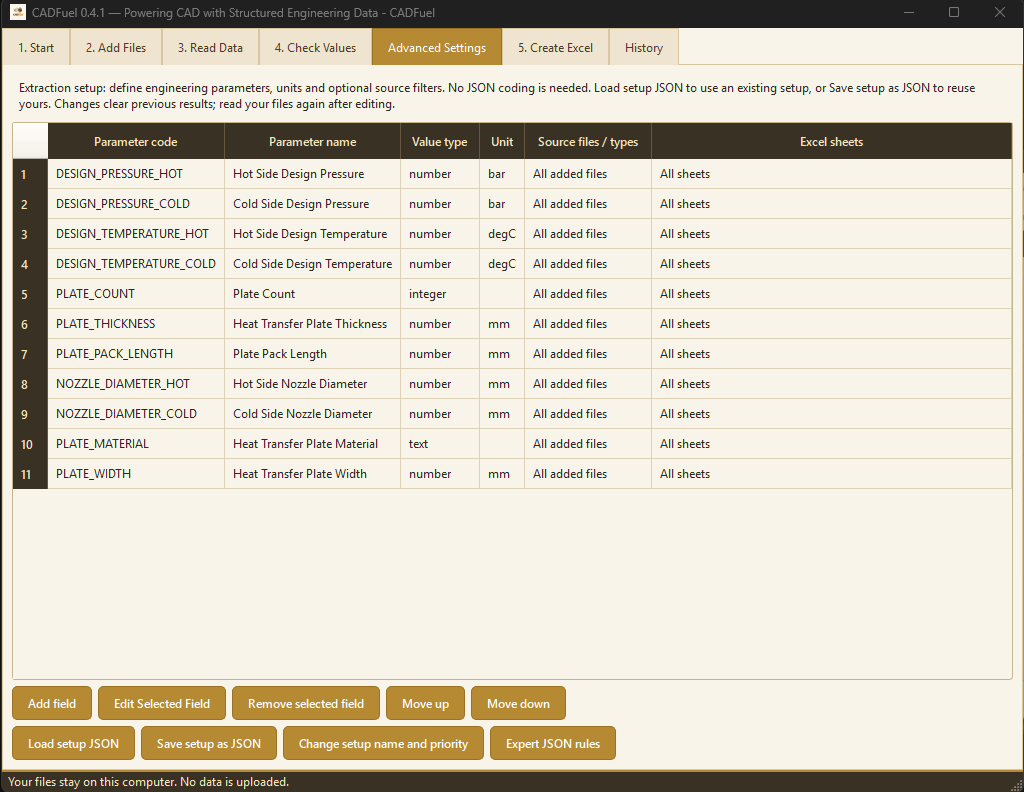 CADFuel 0.4.1 — Powering CAD with Structured Engineering Data - CADFuel
1. Start 2. Add Files 3. Read Data 4. Check Values Advanced Settings 5. Create Excel History
Extraction setup: define engineering parameters, units and optional source filters. No JSON coding is needed. Load setup JSON to use an existing setup, or Save setup as JSON to reuse
yours. Changes clear previous results; read your files again after editing.
Parameter code Parameter name Value type Unit Source files / types Excel sheets
1 DESIGN_PRESSURE_HOT Hot Side Design Pressure number bar All added files All sheets
2 DESIGN_PRESSURE_COLD Cold Side Design Pressure number bar All added files All sheets
3 DESIGN_TEMPERATURE_HOT Hot Side Design Temperature number degC All added files All sheets
4 DESIGN_TEMPERATURE_COLD Cold Side Design Temperature number degC All added files All sheets
5 PLATE_COUNT Plate Count integer All added files All sheets
6 PLATE_THICKNESS Heat Transfer Plate Thickness number mm All added files All sheets
7 PLATE_PACK_LENGTH Plate Pack Length number mm All added files All sheets
8 NOZZLE_DIAMETER_HOT Hot Side Nozzle Diameter number mm All added files All sheets
9 NOZZLE_DIAMETER_COLD Cold Side Nozzle Diameter number mm All added files All sheets
10 PLATE_MATERIAL Heat Transfer Plate Material text All added files All sheets
11 PLATE_WIDTH Heat Transfer Plate Width number mm All added files All sheets
Add field Edit Selected Field Remove selected field Move up Move down
Load setup JSON Save setup as JSON Change setup name and priority Expert JSON rules
Your files stay on this computer. No data is uploaded.